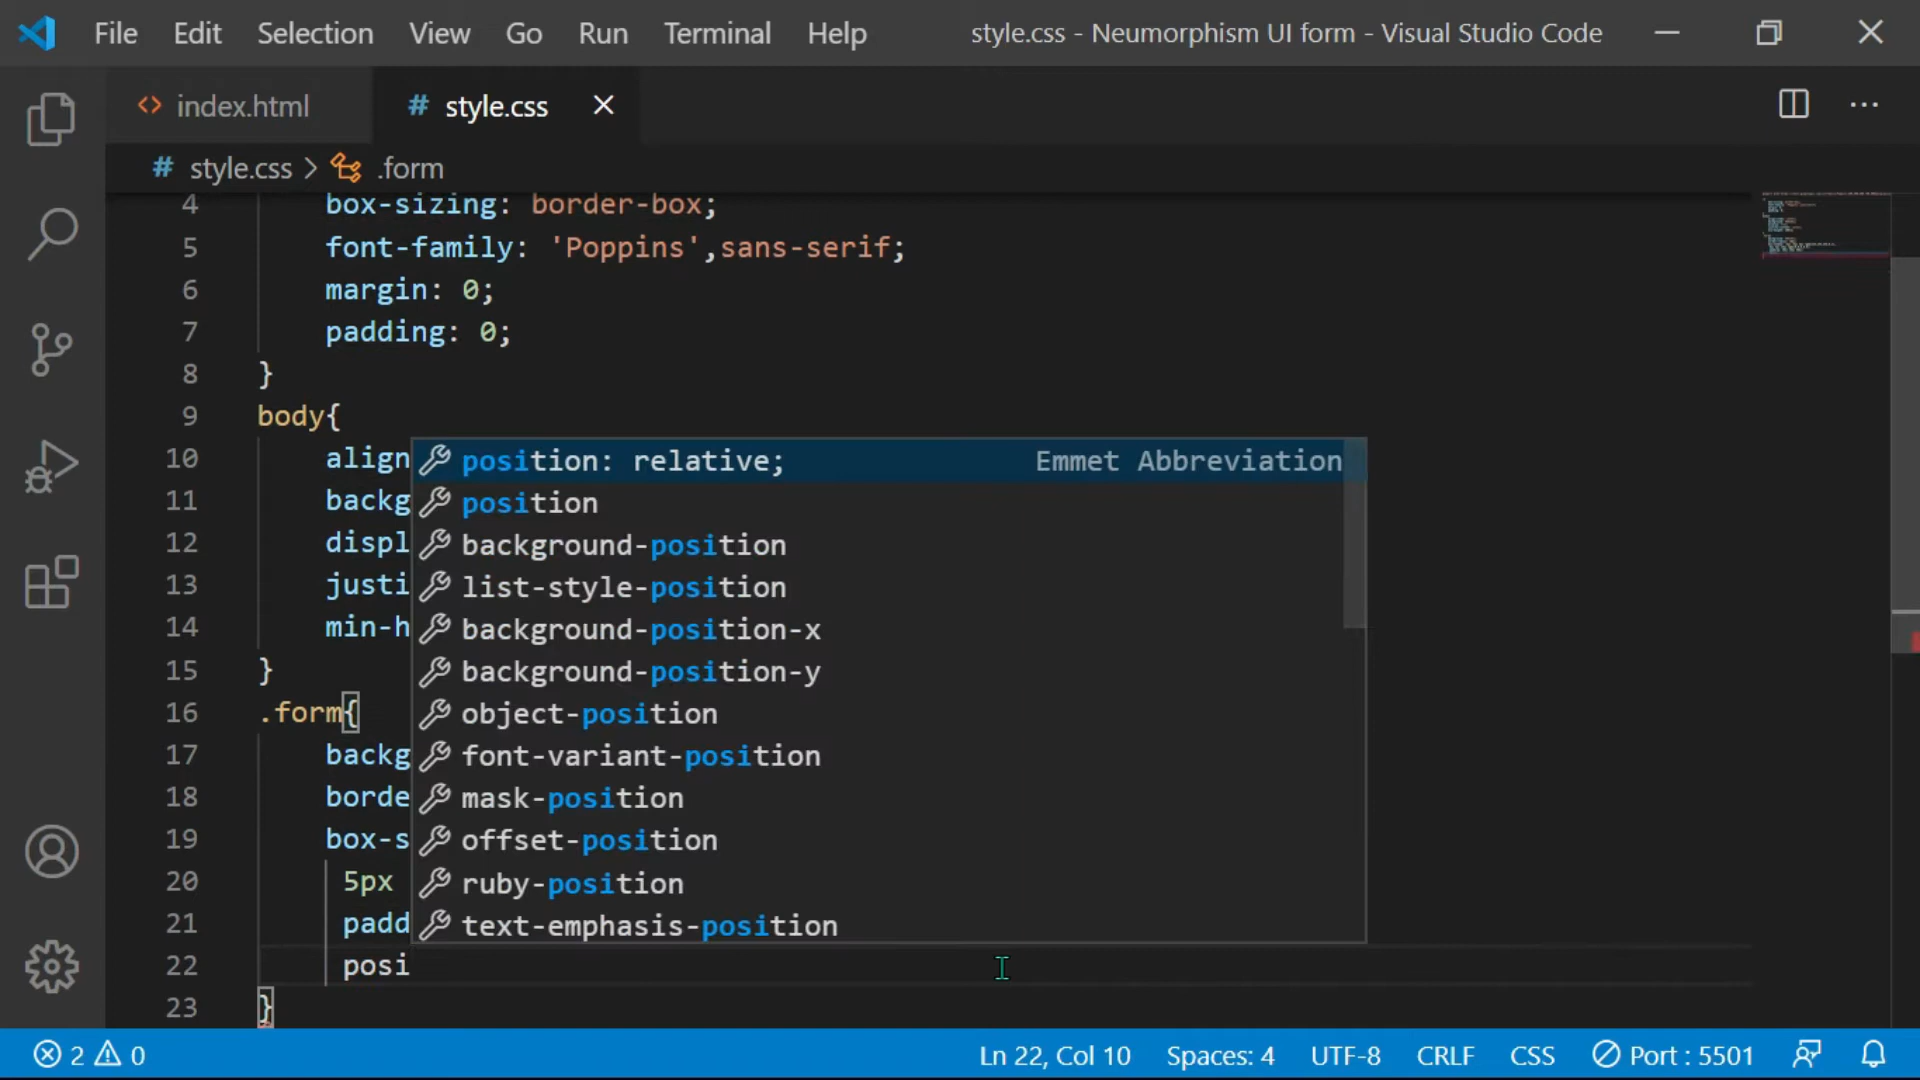 File Edit Selection View Go Run Terminal Help style.css - Neumorphism UI form - Visual Studio Code
<> index.html # style.css
# style.css > .form
4 box-sizing: border-box;
5 font-family: 'Poppins',sans-serif;
6 margin: 0;
7 padding: 0;
8 }
9 body{
10 align position: relative; Emmet Abbreviation
11 backg position
12 displ background-position
13 justi list-style-position
14 min-h background-position-x
15 } background-position-y
16 .form{ object-position
17 backg font-variant-position
18 borde mask-position
19 box-s offset-position
20 5px ruby-position
21 padd text-emphasis-position
22 posi
23 }
2 0 Ln 22, Col 10 Spaces: 4 UTF-8 CRLF CSS Port : 5501